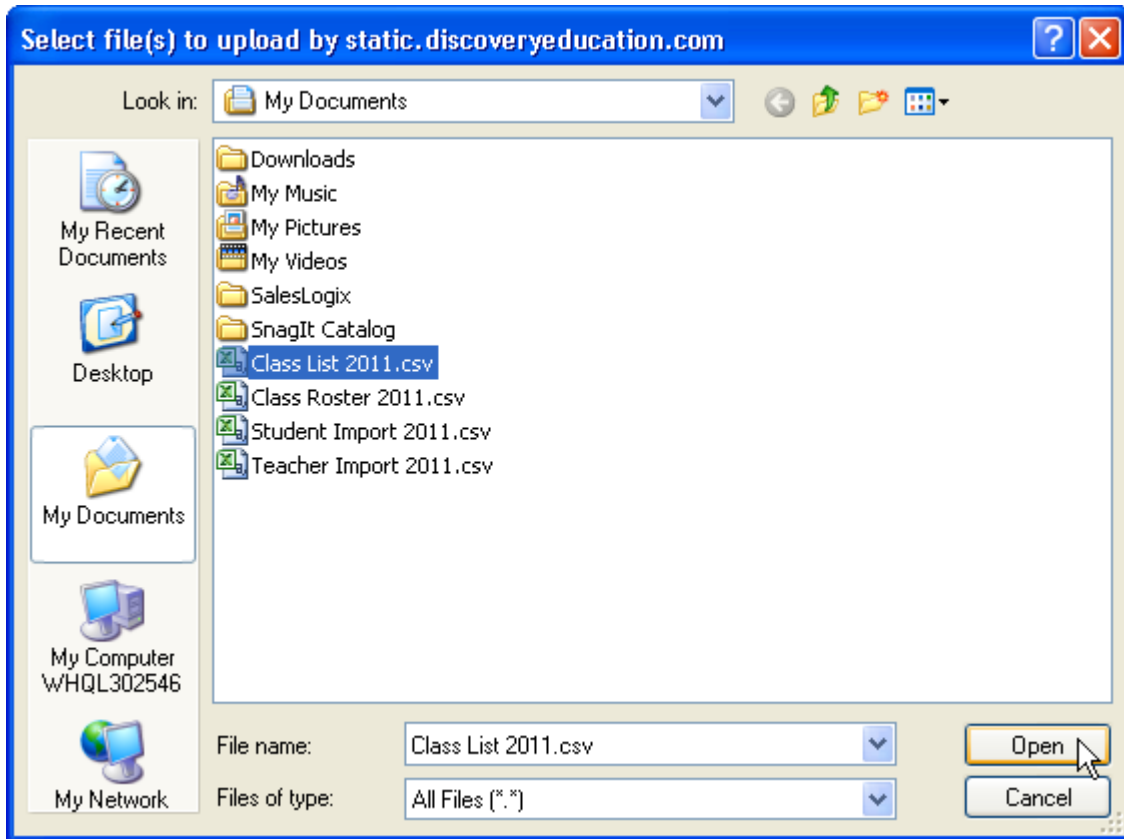 Select file(s) to upload by static.discoveryeducation.com
Look in:
My Documents
My Recent
Documents
Desktop
My Documents
My Computer
WHQL302546
My Network
Downloads
My Music
My Pictures
My Videos
SalesLogix
SnagIt Catalog
Class List 2011.csv
Class Roster 2011.csv
Student Import 2011.csv
Teacher Import 2011.csv
File name:
Class List 2011.csv
Open
Files of type:
All Files (*.*)
Cancel